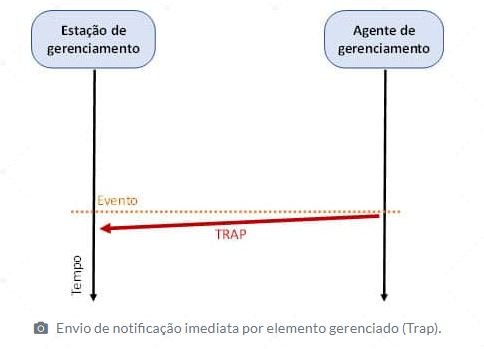 Estação de
gerenciamento
Agente de
gerenciamento
Evento
TRAP
Tempo
Envio de notificação imediata por elemento gerenciado (Trap).